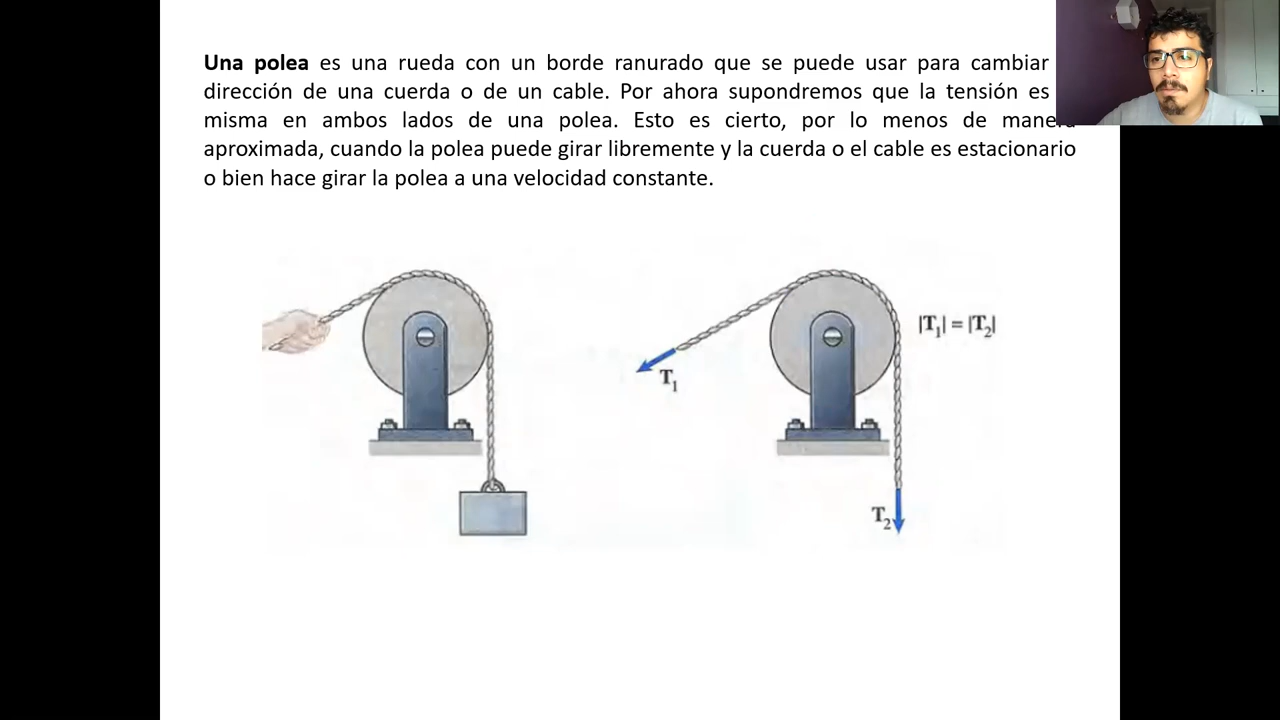 Una polea es una rueda con un borde ranurado que se puede usar para cambiar
dirección de una cuerda o de un cable. Por ahora supondremos que la tensión es
misma en ambos lados de una polea. Esto es cierto, por lo menos de manera
aproximada, cuando la polea puede girar libremente y la cuerda o el cable es estacionario
o bien hace girar la polea a una velocidad constante.
|T₁| = |T₂|
T₁
T₂